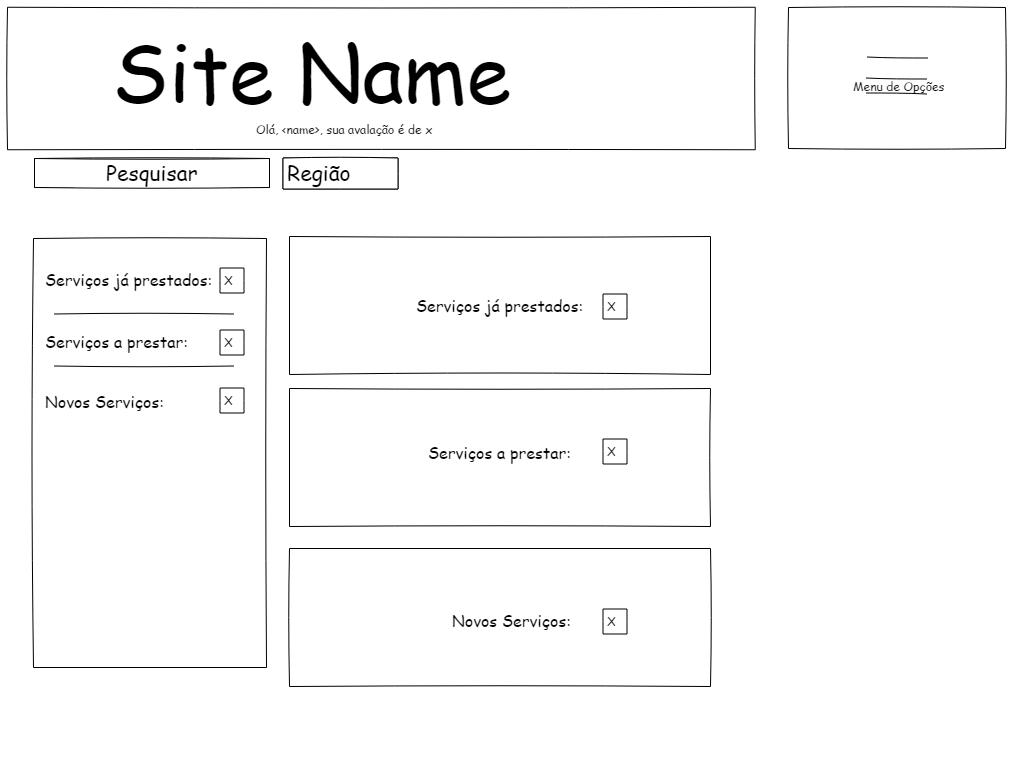 Site Name
Olá, <name>, sua avalação é de x
Menu de Opções
Pesquisar
Região
Serviços já prestados: X
Serviços a prestar: X
Novos Serviços: X
Serviços já prestados: X
Serviços a prestar: X
Novos Serviços: X